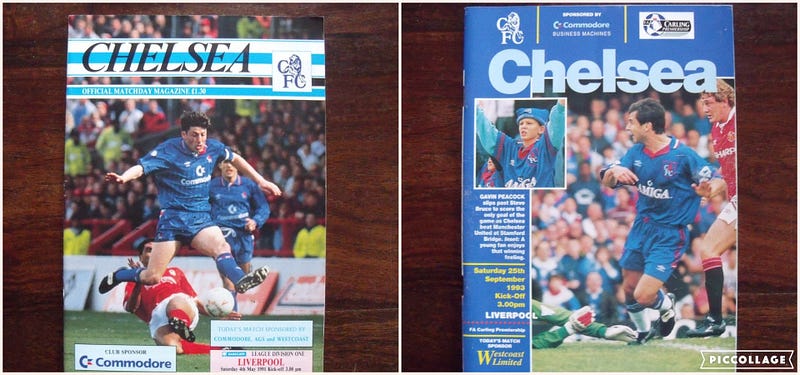 CHELSEA
CFC
OFFICIAL MATCHDAY MAGAZINE £1.30
Commodore
TODAY'S MATCH SPONSORED BY
COMMODORE, AGS AND WESTCOAST
CLUB SPONSOR
Commodore
BARCLAYS LEAGUE DIVISION ONE
LIVERPOOL
Saturday 4th May 1991 Kick-off 3.00 pm
CFC
SPONSORED BY
Commodore
BUSINESS MACHINES
CARLING
PREMIERSHIP
Chelsea
AMIGA
AMIGA
SHARP
GAVIN PEACOCK
slips past Steve
Bruce to score the
only goal of the
game as Chelsea
beat Manchester
United at Stamford
Bridge. Inset: A
young fan enjoys
that winning
feeling.
Saturday 25th
September
1993
Kick-Off
3.00pm
LIVERPOOL
FA Carling Premiership
TODAY'S MATCH
SPONSOR
Westcoast
Limited
PICCOLLAGE